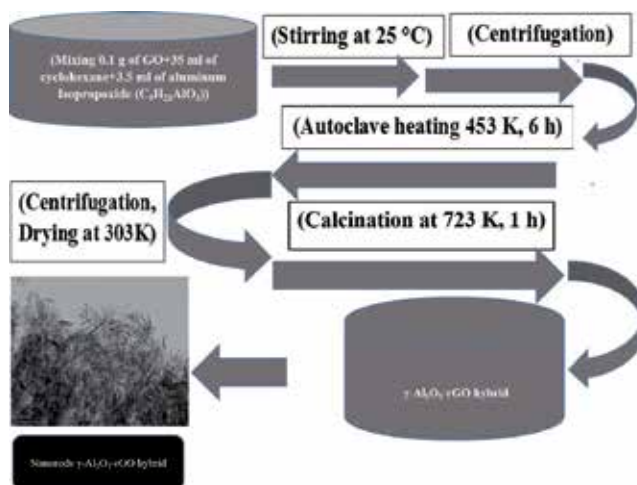 (Mixing 0.1 g of GO+35 ml of
cyclohexane+3.5 ml of aluminum
Isopropoxide (C₉H₂₁AlO₃))
(Stirring at 25 °C)
(Centrifugation)
(Autoclave heating 453 K, 6 h)
(Centrifugation,
Drying at 303K)
(Calcination at 723 K, 1 h)
γ-Al₂O₃-rGO hybrid
Nanorods γ-Al₂O₃-rGO hybrid